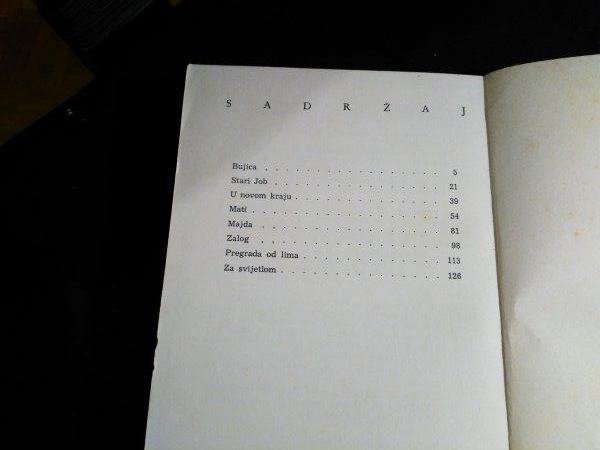 SADRŽAJ
Bujica . . . . . . . . . . . . . 5
Stari Job . . . . . . . . . . . . 21
U novom kraju . . . . . . . . . . 39
Mati . . . . . . . . . . . . . . 54
Majda . . . . . . . . . . . . . 81
Zalog . . . . . . . . . . . . . 98
Pregrada od lima . . . . . . . . . 113
Za svijetlom . . . . . . . . . . . 126